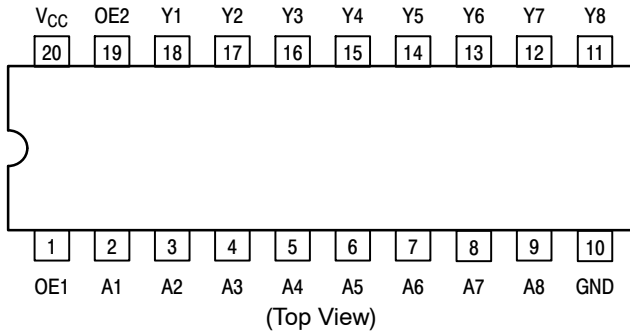 V_CC OE2 Y1 Y2 Y3 Y4 Y5 Y6 Y7 Y8
20 19 18 17 16 15 14 13 12 11
1 2 3 4 5 6 7 8 9 10
OE1 A1 A2 A3 A4 A5 A6 A7 A8 GND
(Top View)